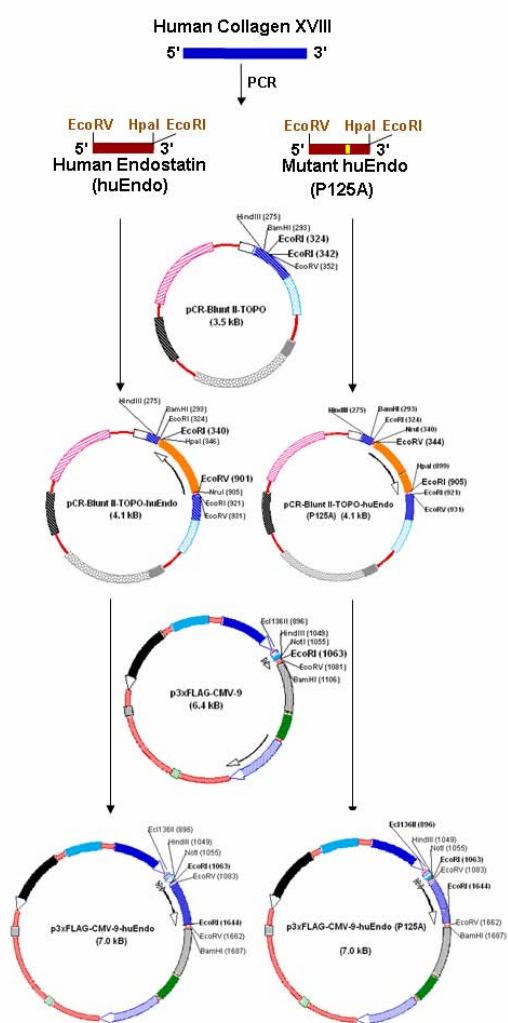 Human Collagen XVIII
5' 3'
PCR
EcoRV HpaI EcoRI
5' 3'
Human Endostatin
(huEndo)
EcoRV HpaI EcoRI
5' 3'
Mutant huEndo
(P125A)
HindIII (275)
BamHI (293)
EcoRI (324)
EcoRI (342)
EcoRV (352)
pCR-Blunt II-TOPO
(3.5 kB)
HindIII (275)
BamHI (293)
EcoRI (324)
EcoRI (340)
HpaI (346)
EcoRV (901)
NruI (905)
EcoRI (921)
EcoRV (931)
pCR-Blunt II-TOPO-huEndo
(4.1 kB)
HindIII (275)
BamHI (293)
EcoRI (324)
NruI (340)
EcoRV (344)
HpaI (899)
EcoRI (905)
EcoRI (921)
EcoRV (931)
pCR-Blunt II-TOPO-huEndo
(P125A) (4.1 kB)
Ecl136II (896)
HindIII (1049)
NotI (1055)
EcoRI (1063)
EcoRV (1081)
BamHI (1106)
p3xFLAG-CMV-9
(6.4 kB)
Ecl136II (896)
HindIII (1049)
NotI (1055)
EcoRI (1063)
EcoRV (1083)
EcoRI (1644)
EcoRV (1662)
BamHI (1687)
p3xFLAG-CMV-9-huEndo
(7.0 kB)
Ecl136II (896)
HindIII (1049)
NotI (1055)
EcoRI (1063)
EcoRV (1083)
EcoRI (1644)
EcoRV (1662)
BamHI (1687)
p3xFLAG-CMV-9-huEndo (P125A)
(7.0 kB)